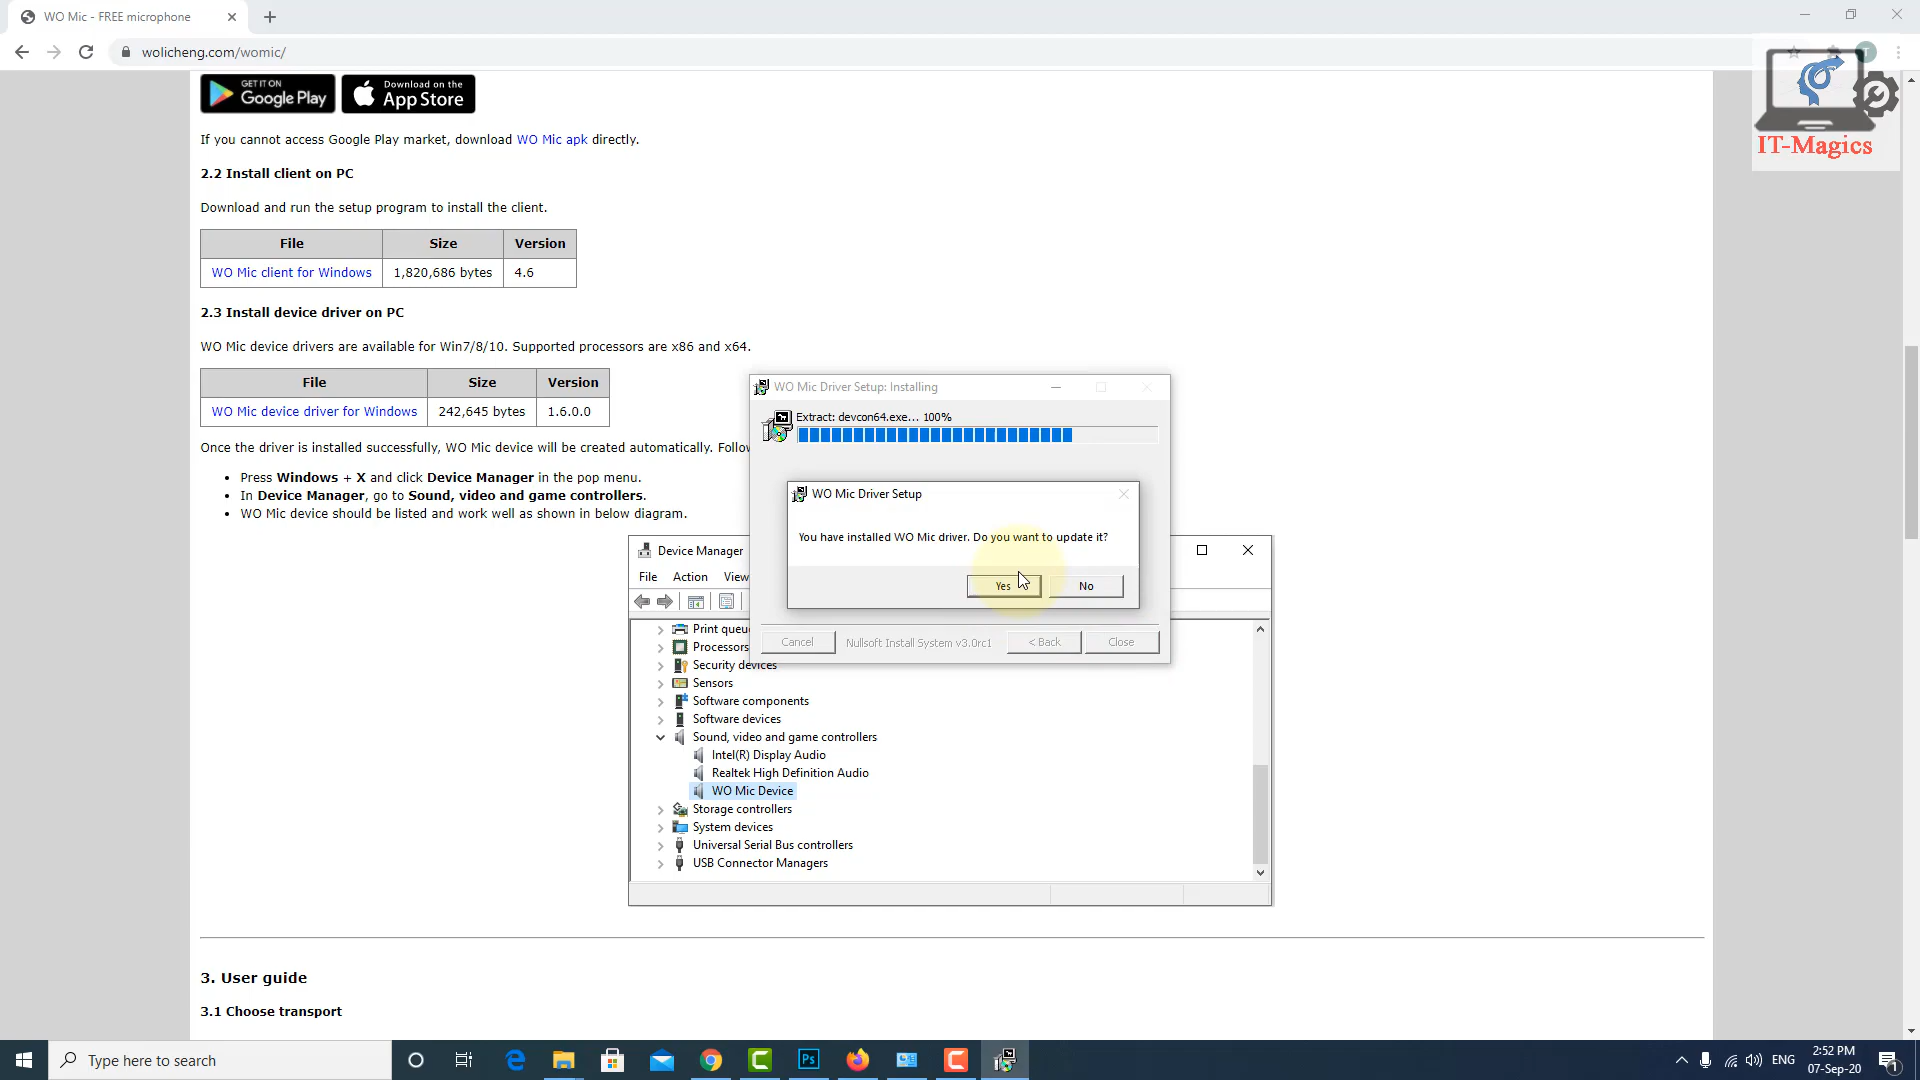 WO Mic - FREE microphone
wolicheng.com/womic/
IT-Magics
GET IT ON
Google Play
Download on the
App Store
If you cannot access Google Play market, download WO Mic apk directly.
2.2 Install client on PC
Download and run the setup program to install the client.
File Size Version
WO Mic client for Windows 1,820,686 bytes 4.6
2.3 Install device driver on PC
WO Mic device drivers are available for Win7/8/10. Supported processors are x86 and x64.
File Size Version
WO Mic device driver for Windows 242,645 bytes 1.6.0.0
Once the driver is installed successfully, WO Mic device will be created automatically. Follow
• Press Windows + X and click Device Manager in the pop menu.
• In Device Manager, go to Sound, video and game controllers.
• WO Mic device should be listed and work well as shown in below diagram.
WO Mic Driver Setup: Installing
Extract: devcon64.exe... 100%
WO Mic Driver Setup
You have installed WO Mic driver. Do you want to update it?
Yes No
Cancel Nullsoft Install System v3.0rc1 < Back Close
Device Manager
File Action View
Print queu
Processors
Security devices
Sensors
Software components
Software devices
Sound, video and game controllers
Intel(R) Display Audio
Realtek High Definition Audio
WO Mic Device
Storage controllers
System devices
Universal Serial Bus controllers
USB Connector Managers
3. User guide
3.1 Choose transport
Type here to search
Ps
ENG
2:52 PM
07-Sep-20
1